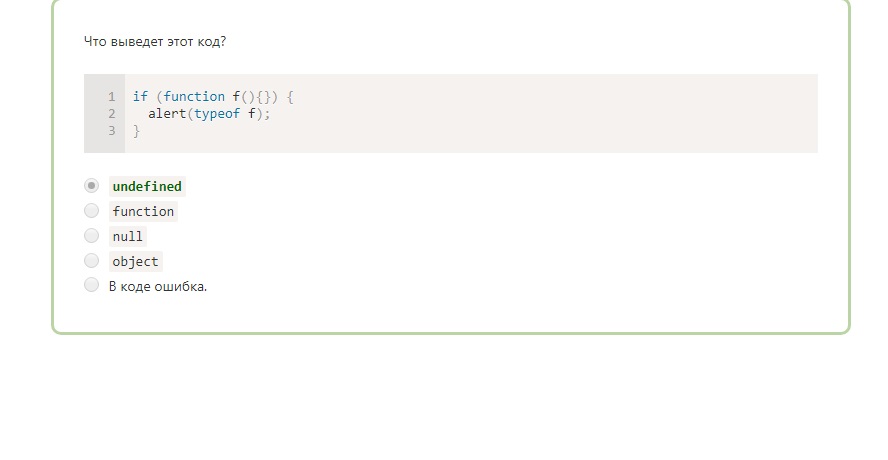 Что выведет этот код?
1 if (function f(){}) {
2   alert(typeof f);
3 }
undefined
function
null
object
В коде ошибка.